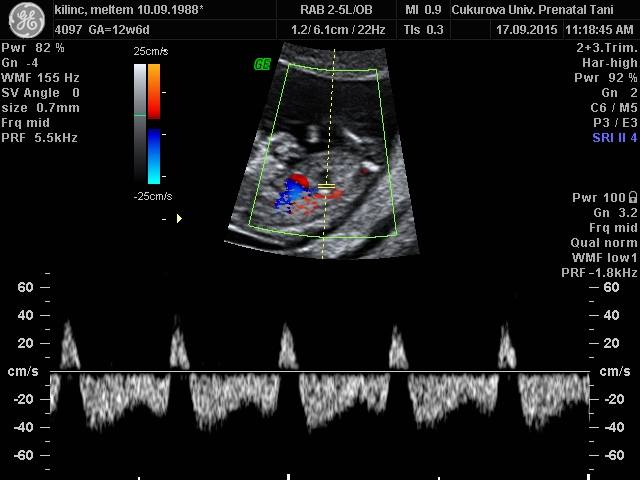 kilinc, meltem 10.09.1988* RAB 2-5L/OB MI 0.9 Cukurova Univ. Prenatal Tani
4097 GA=12w6d 1.2/ 6.1cm / 22Hz TIs 0.3 17.09.2015 11:18:45 AM
Pwr 82 %
Gn -4
WMF 155 Hz
SV Angle 0
size 0.7mm
Frq mid
PRF 5.5kHz
25cm/s
-25cm/s
GE
2+3.Trim.
Har-high
Pwr 92 %
Gn 2
C6 / M5
P3 / E3
SRI II 4
Pwr 100
Gn 3.2
Frq mid
Qual norm
WMF low1
PRF-1.8kHz
60 60
40 40
20 20
cm/s cm/s
-20 -20
-40 -40
-60 -60